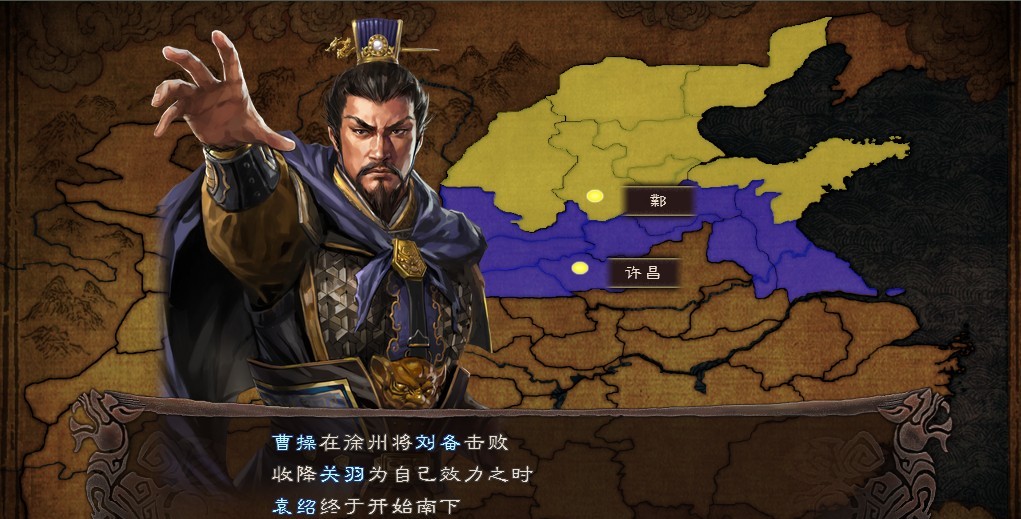 鄴
许昌
曹操在涂州将刘备击败
收降关羽为自己效力之时
袁绍终于开始南下